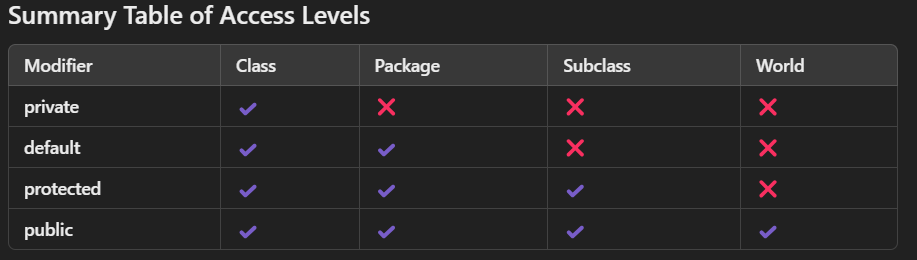 Summary Table of Access Levels
Modifier Class Package Subclass World
private ✓ ✗ ✗ ✗
default ✓ ✓ ✗ ✗
protected ✓ ✓ ✓ ✗
public ✓ ✓ ✓ ✓